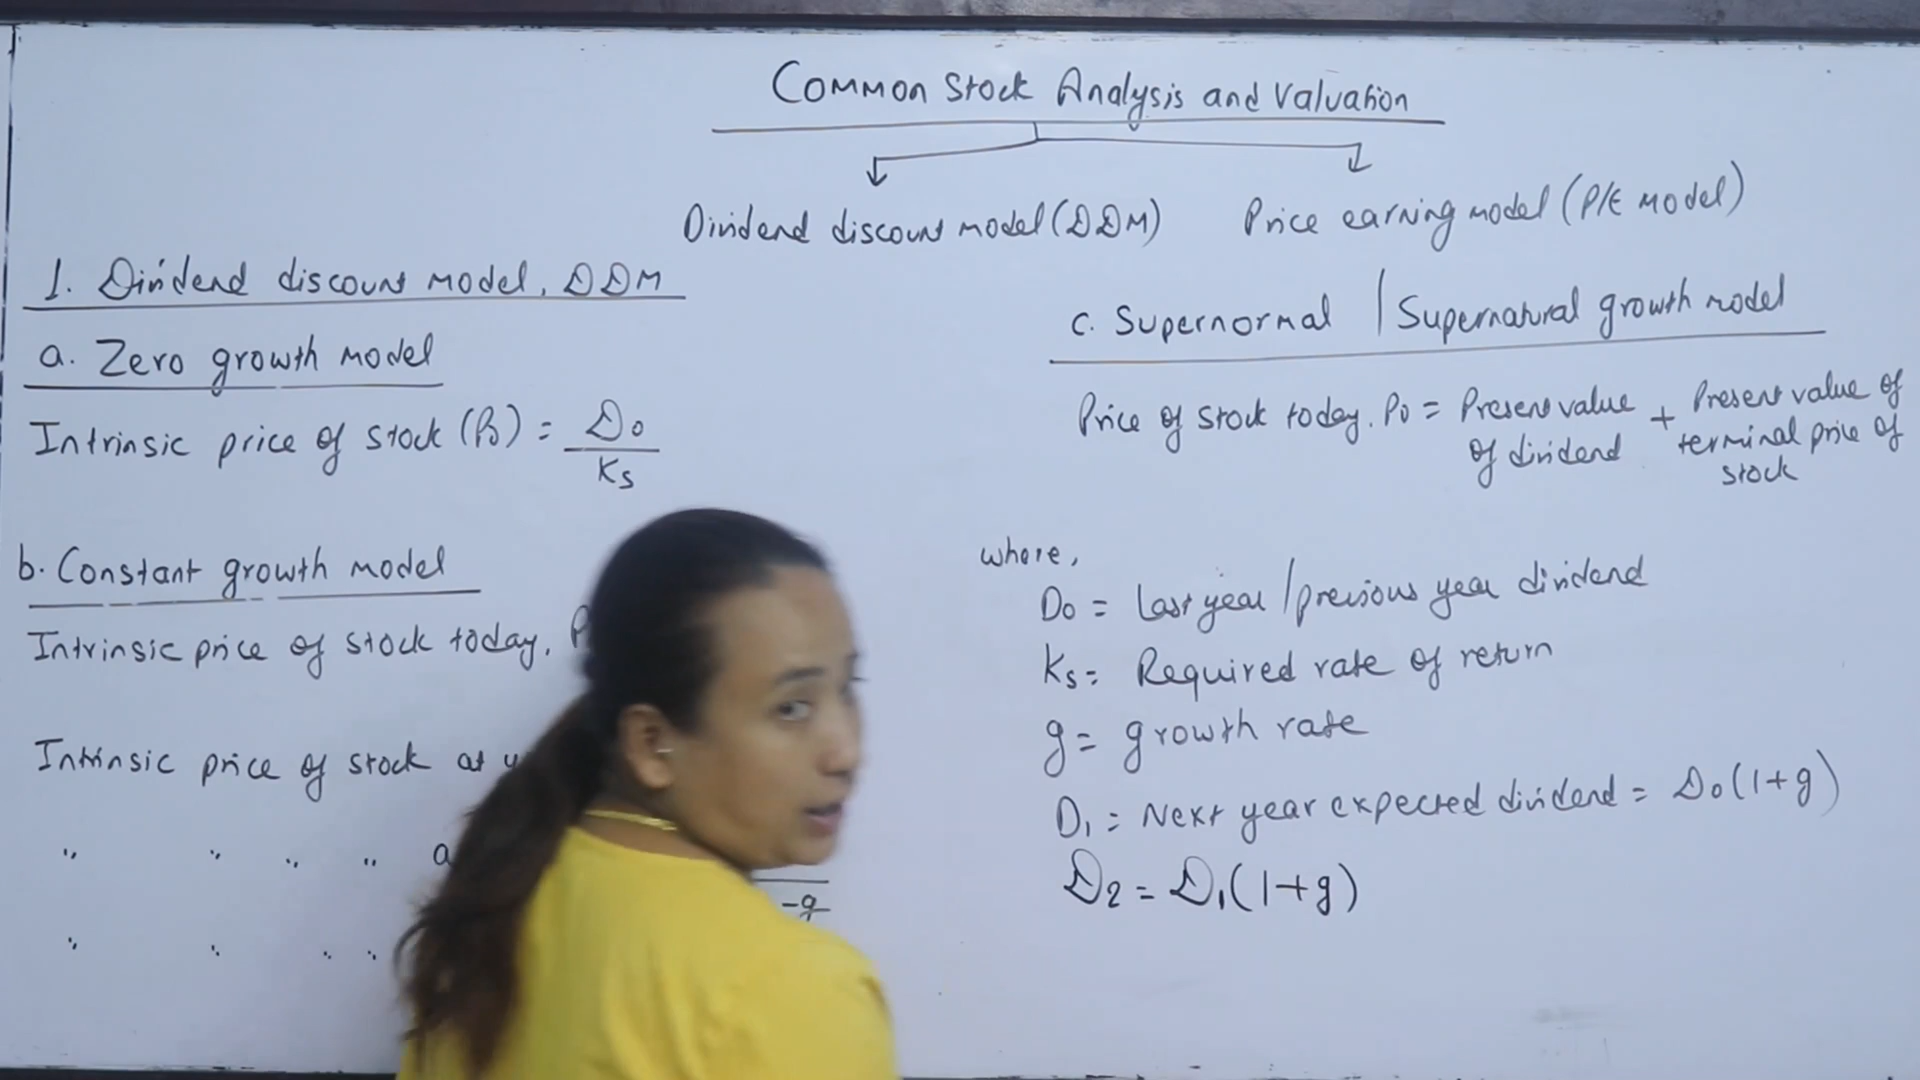 Common Stock Analysis and Valuation
Dividend discount model (DDM) Price earning model (P/E Model)
1. Dividend discount model, DDM
a. Zero growth model
Intrinsic price of stock (P0) = D0
Ks
b. Constant growth model
Intrinsic price of stock today, P
Intrinsic price of stock at y
" " " " a
-g
" " " "
c. Supernormal / Supernatural growth model
Price of stock today. P0 = Present value of dividend + Present value of terminal price of stock
where,
D0 = Last year / previous year dividend
Ks = Required rate of return
g = growth rate
D1 = Next year expected dividend = D0(1+g)
D2 = D1(1+g)